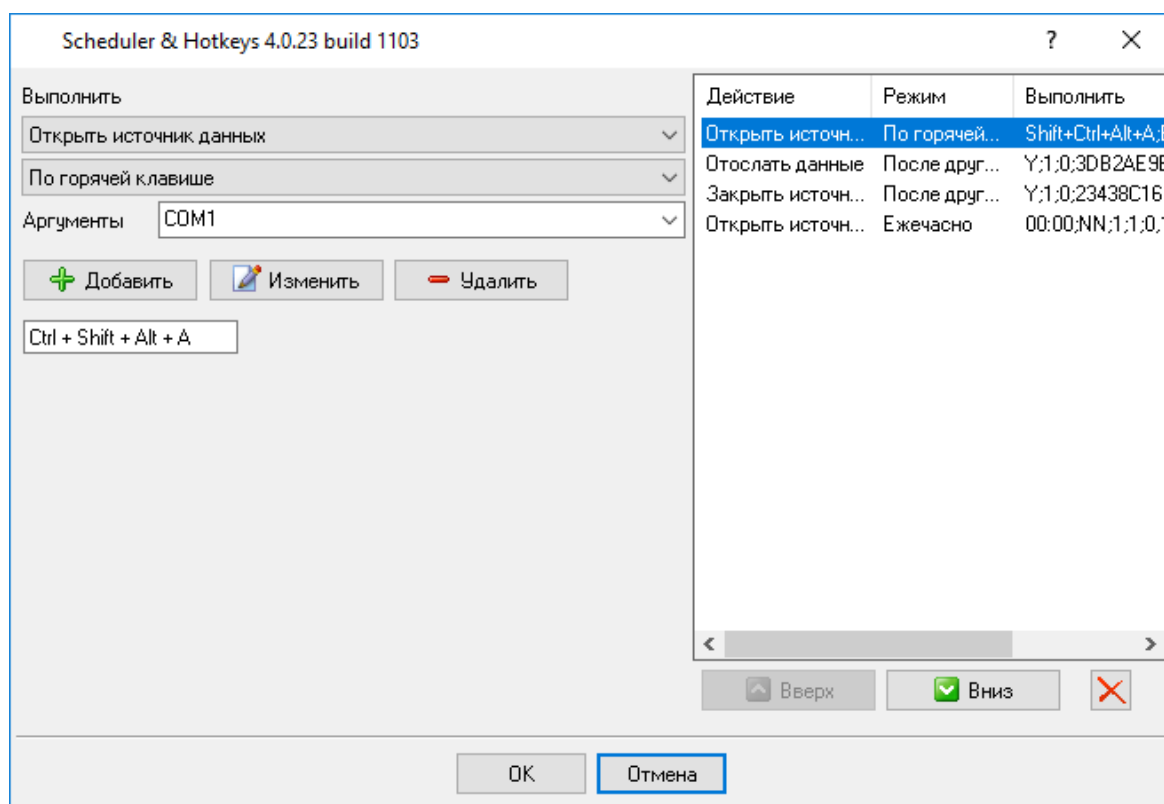 Scheduler & Hotkeys 4.0.23 build 1103
Выполнить
Открыть источник данных
По горячей клавише
Аргументы COM1
Добавить Изменить Удалить
Ctrl + Shift + Alt + A
Действие Режим Выполнить
Открыть источн... По горячей... Shift+Ctrl+Alt+A;
Отослать данные После друг... Y;1;0;3DB2AE9E
Закрыть источн... После друг... Y;1;0;23438C16
Открыть источн... Ежечасно 00:00;NN;1;1;0,
Вверх Вниз
OK Отмена